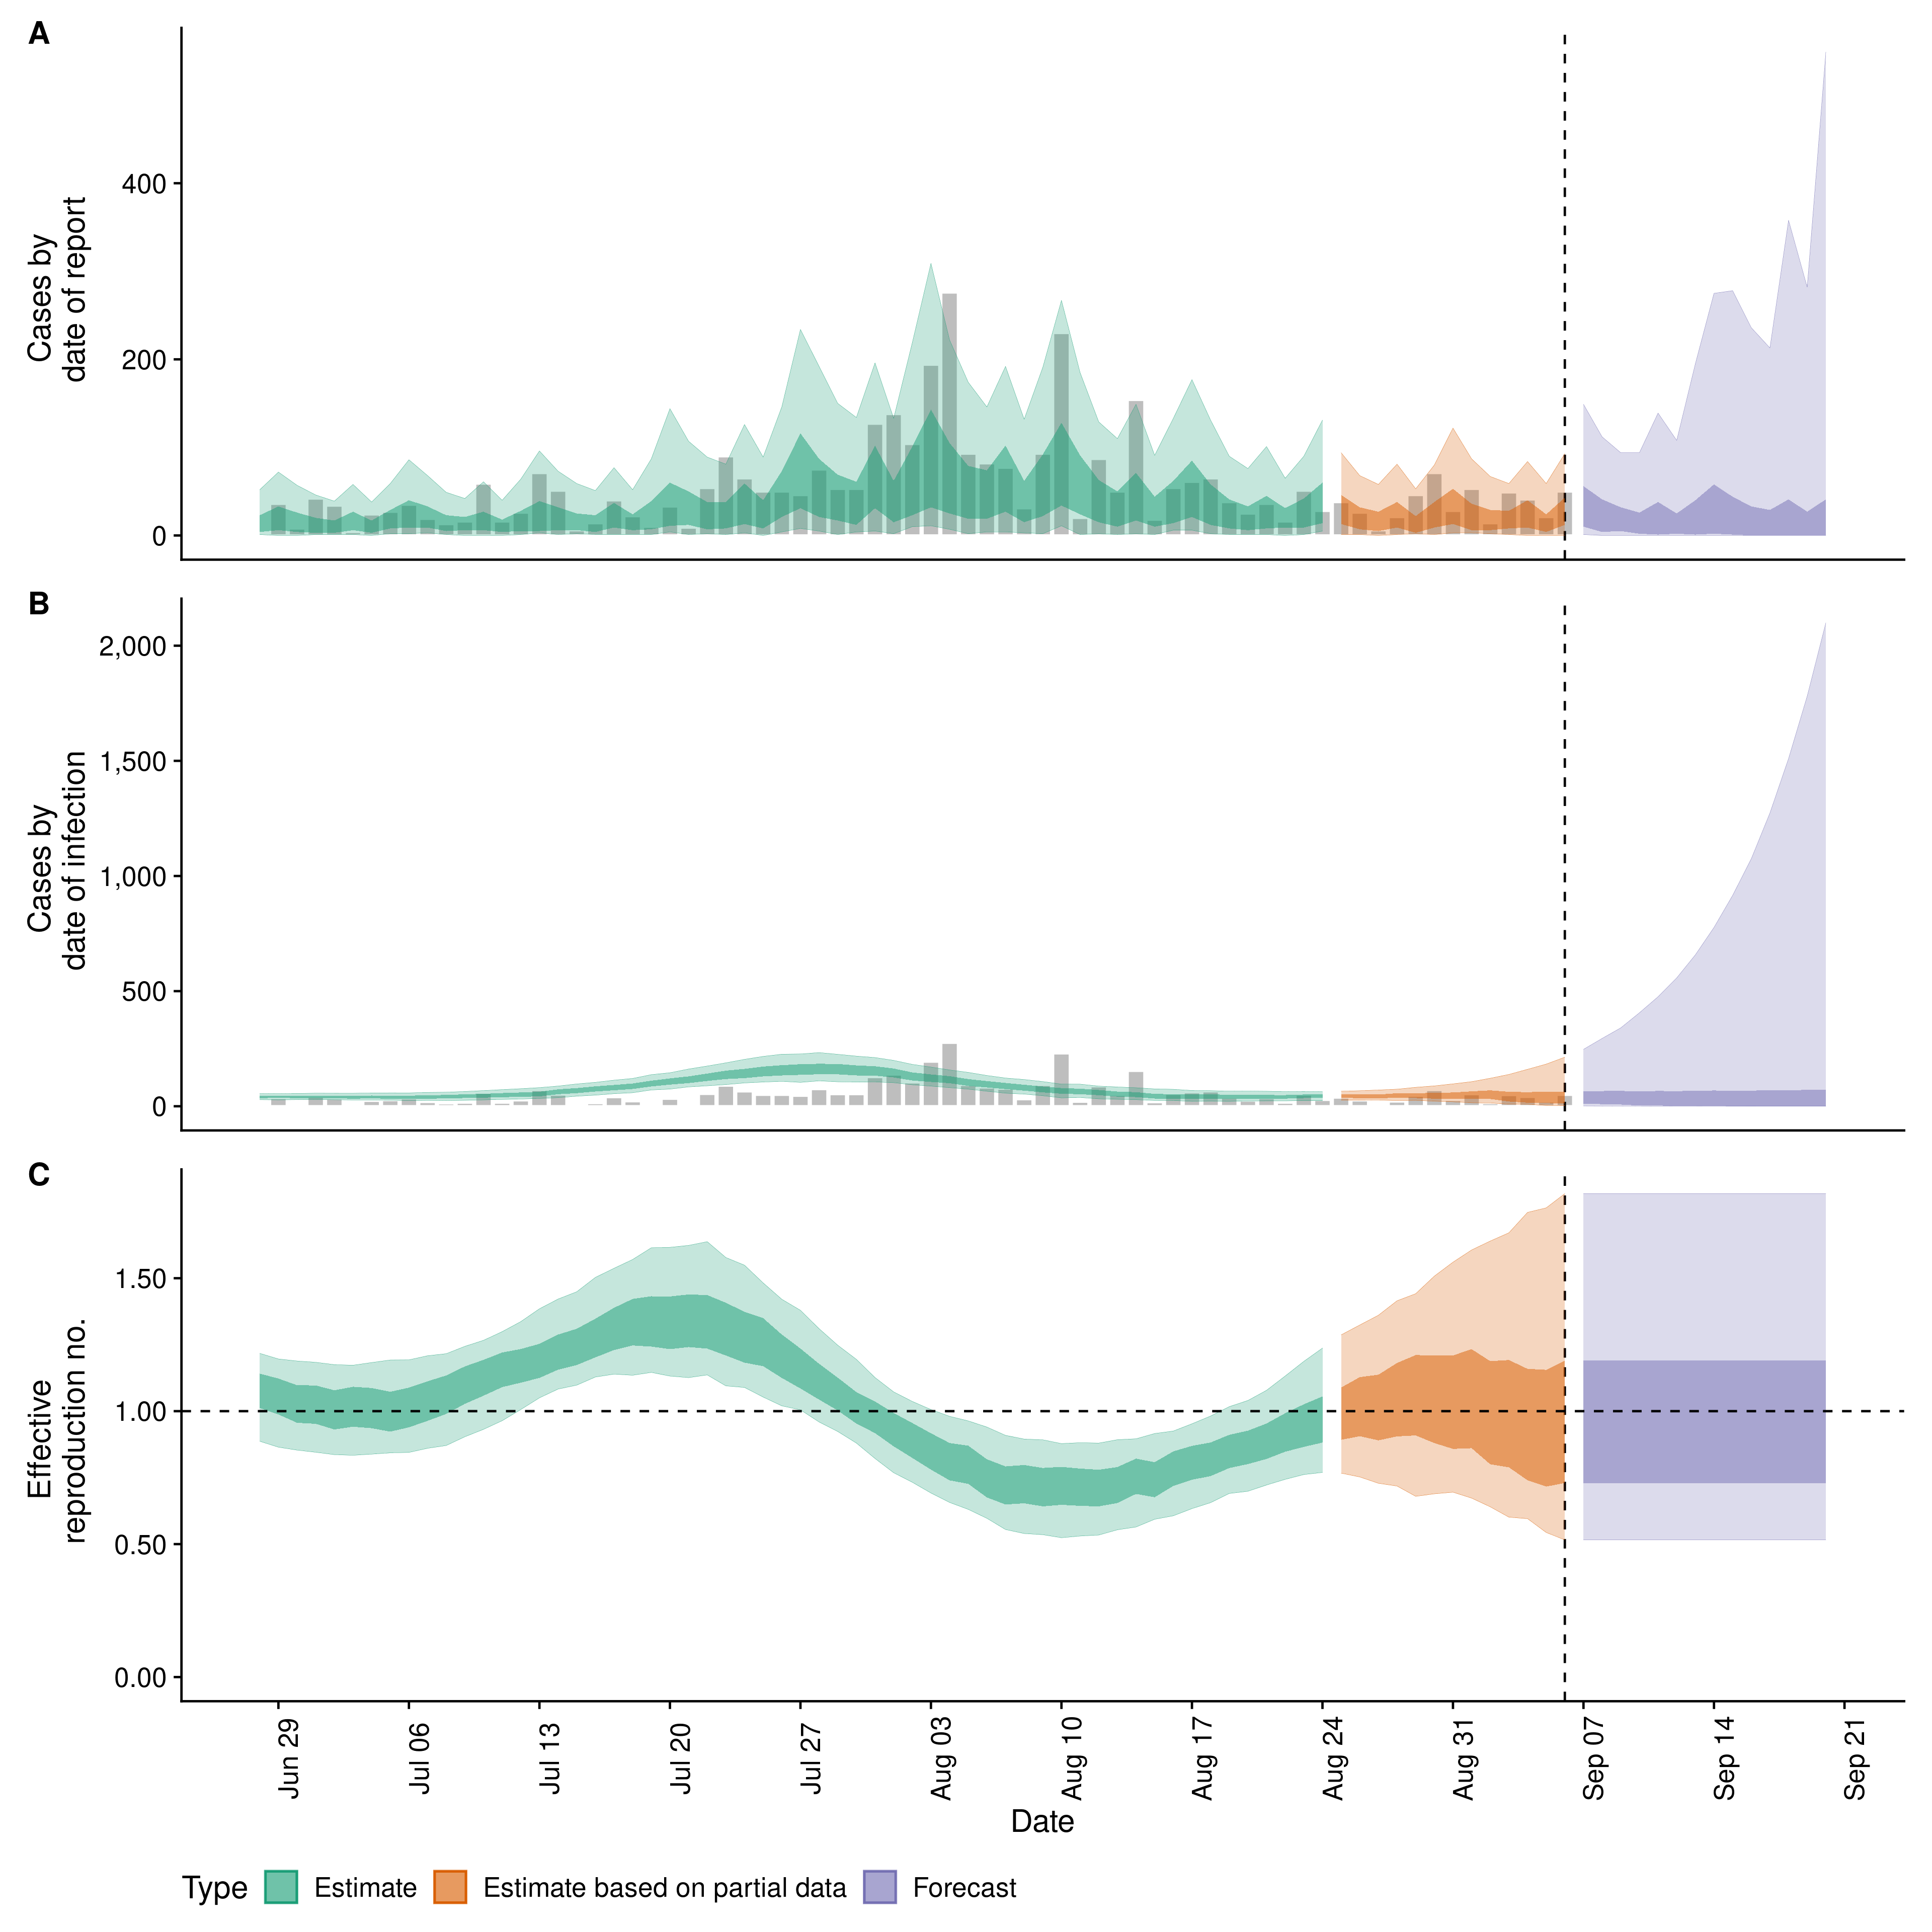 A
Cases by
date of report
400
200
0
B
Cases by
date of infection
2,000
1,500
1,000
500
0
C
Effective
reproduction no.
1.50
1.00
0.50
0.00
Jun 29
Jul 06
Jul 13
Jul 20
Jul 27
Aug 03
Aug 10
Aug 17
Aug 24
Aug 31
Sep 07
Sep 14
Sep 21
Date
Type Estimate Estimate based on partial data Forecast